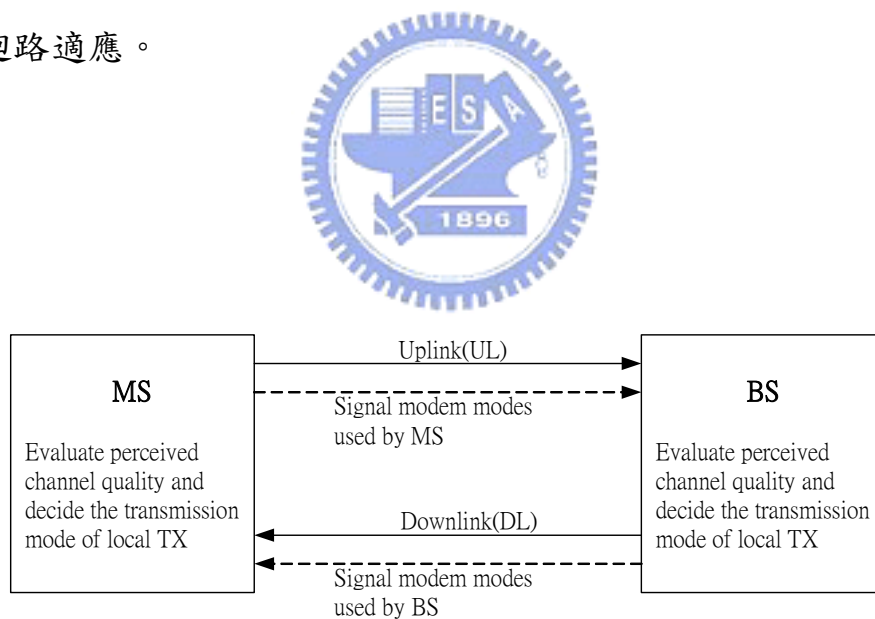 迴路適應。
E S A
1896
Uplink(UL)
MS
BS
Signal modem modes
used by MS
Evaluate perceived
channel quality and
decide the transmission
mode of local TX
Evaluate perceived
channel quality and
decide the transmission
mode of local TX
Downlink(DL)
Signal modem modes
used by BS